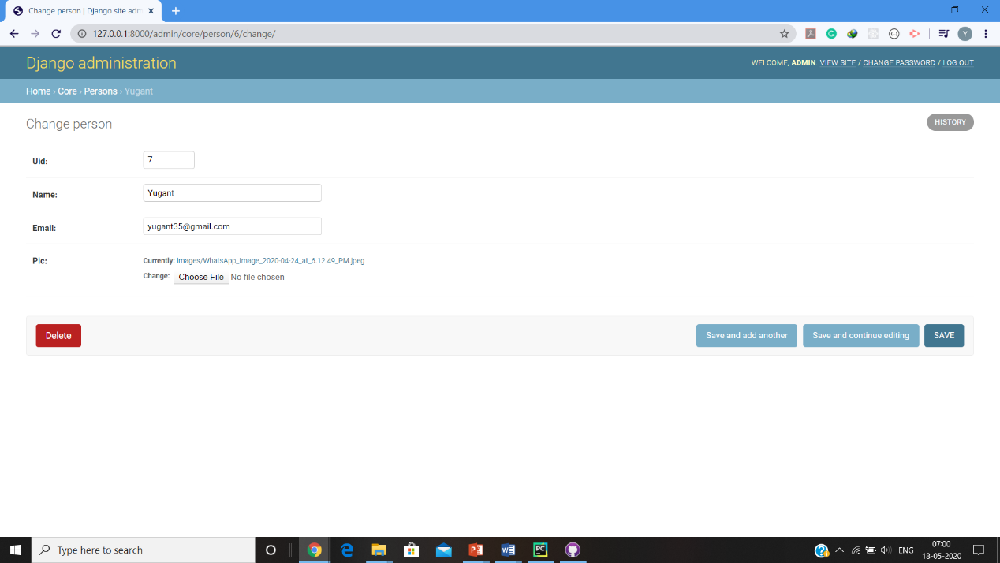 Change person | Django site adm
127.0.0.1:8000/admin/core/person/6/change/
Y
Django administration
WELCOME, ADMIN. VIEW SITE / CHANGE PASSWORD / LOG OUT
Home › Core › Persons › Yugant
Change person
HISTORY
Uid:
7
Name:
Yugant
Email:
yugant35@gmail.com
Pic:
Currently: images/WhatsApp_Image_2020-04-24_at_6.12.49_PM.jpeg
Change: Choose File No file chosen
Delete
Save and add another
Save and continue editing
SAVE
Type here to search
ENG
07:00
18-05-2020